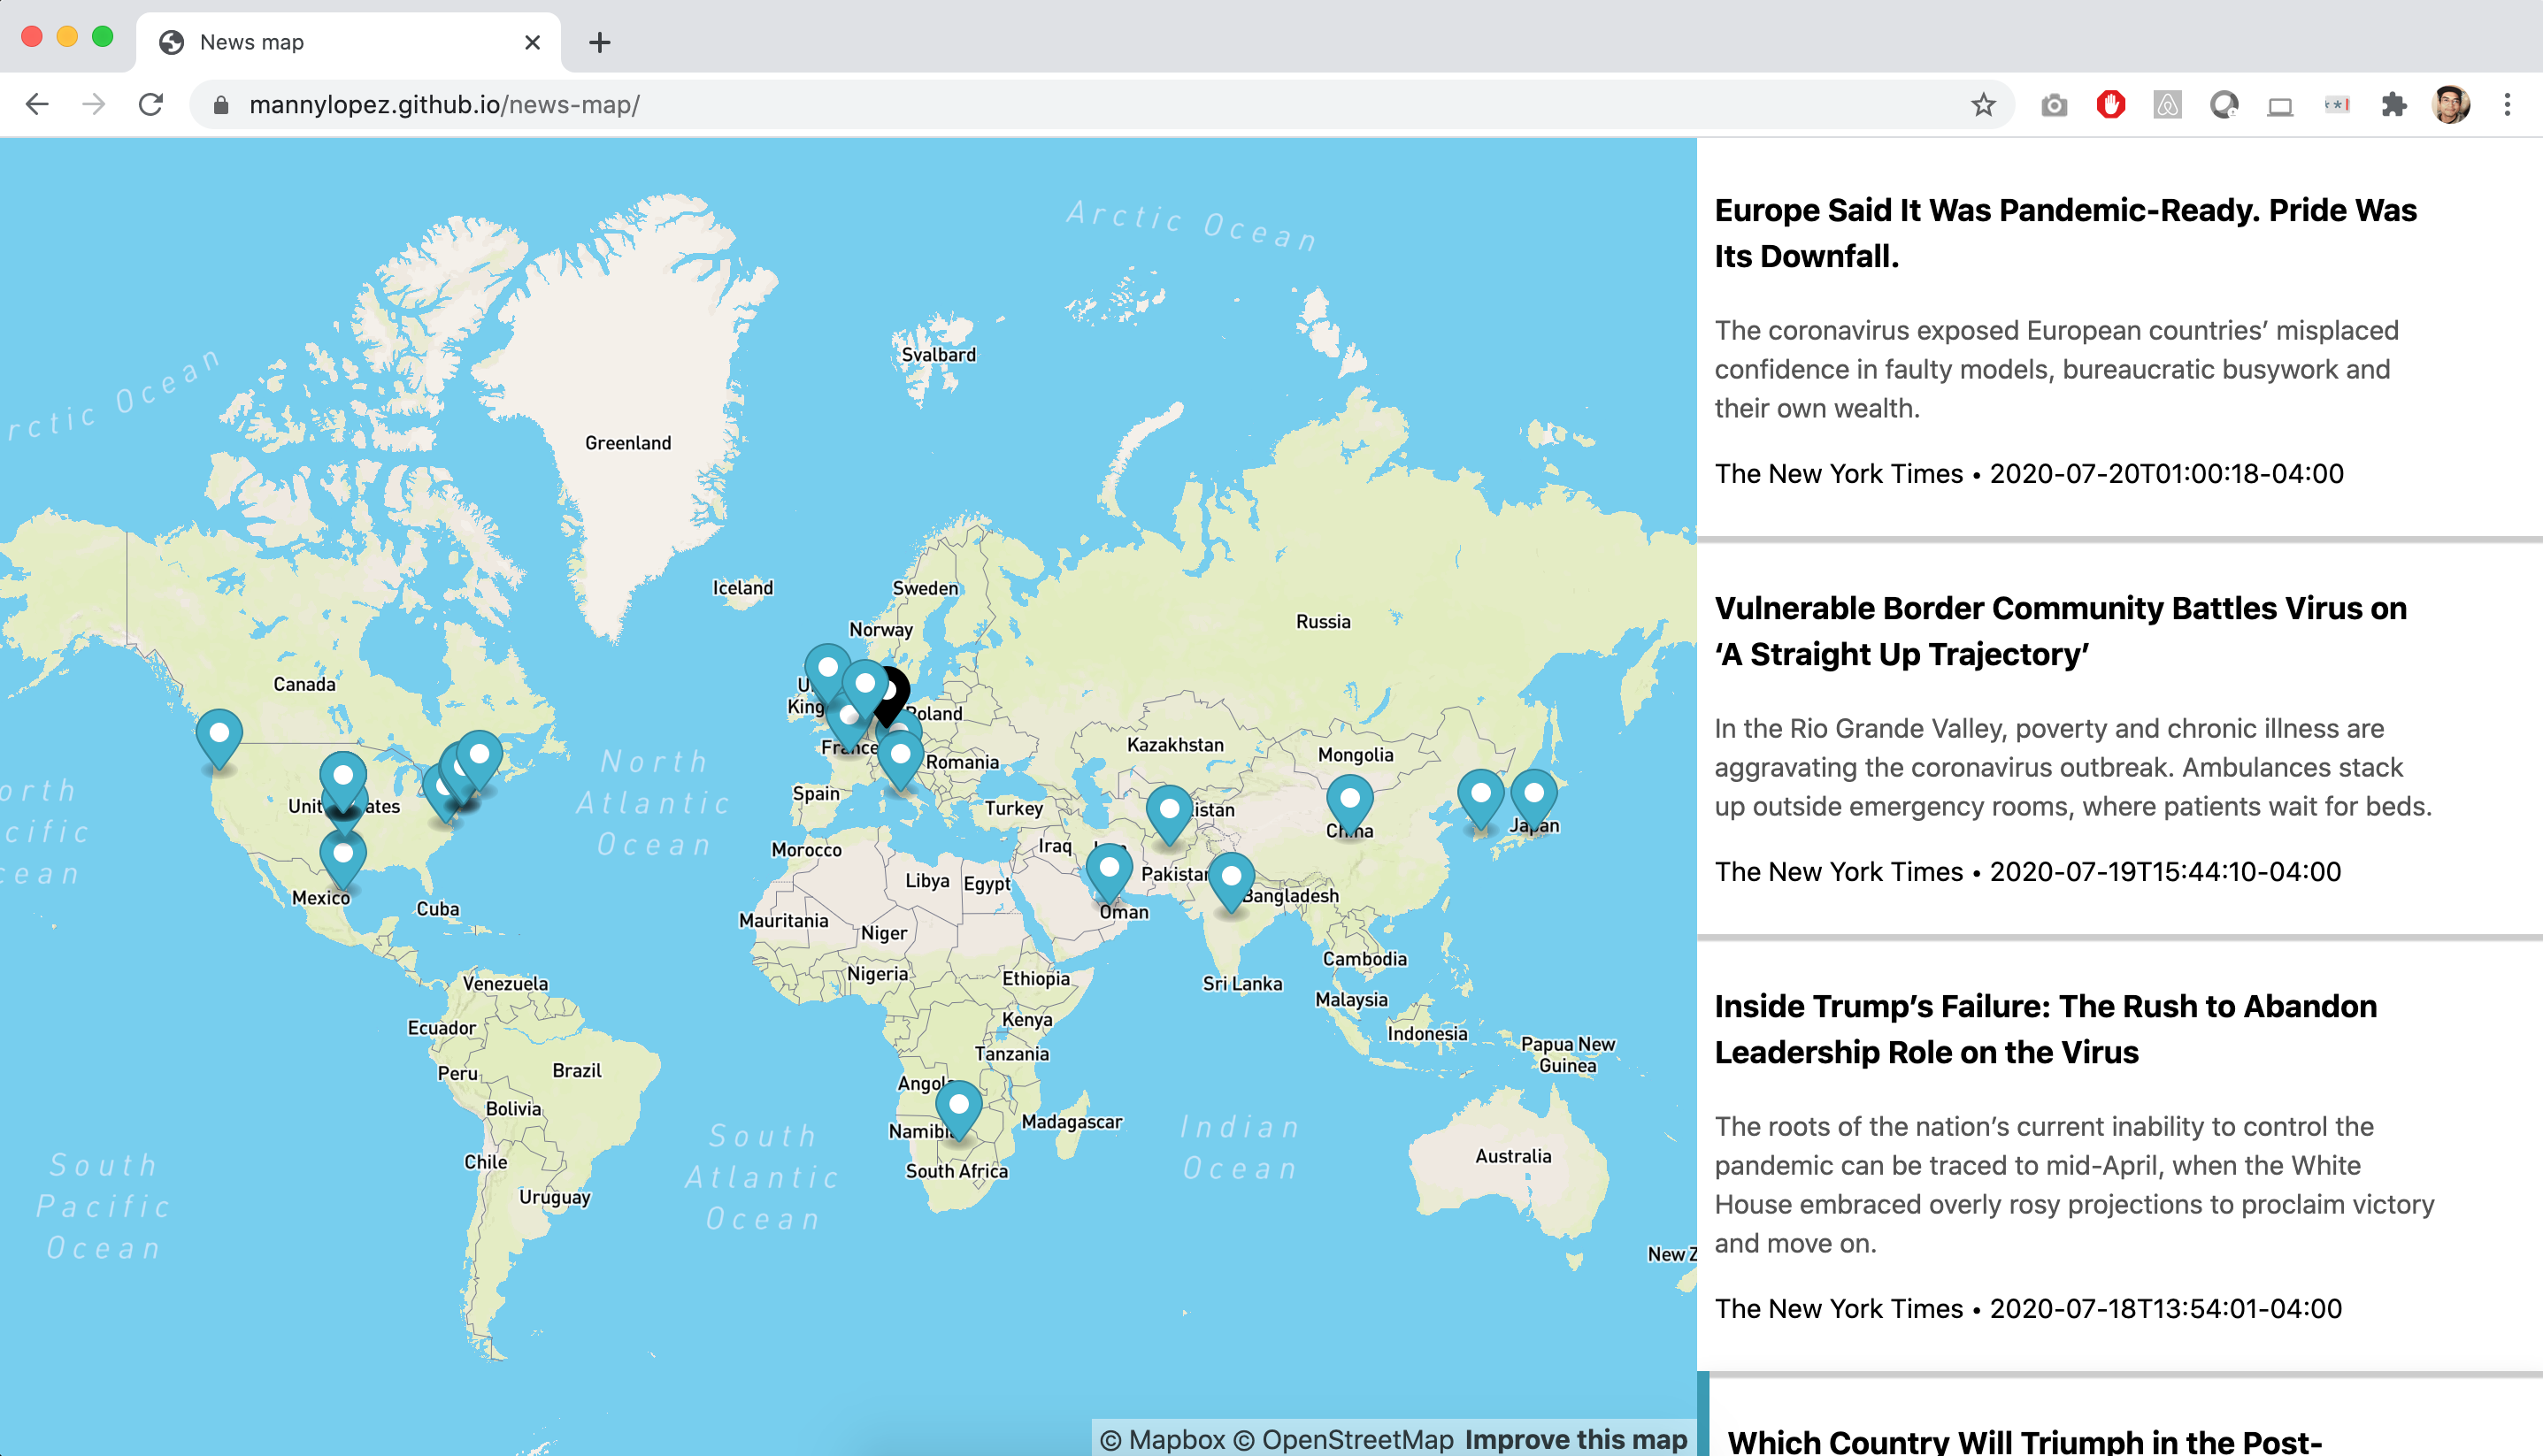 News map
mannylopez.github.io/news-map/
Arctic Ocean
Svalbard
rctic Ocean
Greenland
Iceland
Sweden
Norway
Russia
Canada
Poland
France
Kazakhstan
Mongolia
Romania
North
Atlantic
Ocean
Spain
Turkey
istan
China
Japan
orth
cific
cean
Morocco
Iraq
Libya
Egypt
Pakistan
Bangladesh
Mexico
Cuba
Oman
Mauritania
Niger
Nigeria
Ethiopia
Cambodia
Venezuela
Sri Lanka
Malaysia
Ecuador
Kenya
Indonesia
Papua New
Guinea
Tanzania
Peru
Brazil
Angola
Bolivia
Madagascar
Namibia
Indian
Ocean
South
Atlantic
Ocean
Chile
South Africa
Australia
South
Pacific
Ocean
Uruguay
New Z
© Mapbox © OpenStreetMap Improve this map
Europe Said It Was Pandemic-Ready. Pride Was
Its Downfall.
The coronavirus exposed European countries’ misplaced
confidence in faulty models, bureaucratic busywork and
their own wealth.
The New York Times • 2020-07-20T01:00:18-04:00
Vulnerable Border Community Battles Virus on
‘A Straight Up Trajectory’
In the Rio Grande Valley, poverty and chronic illness are
aggravating the coronavirus outbreak. Ambulances stack
up outside emergency rooms, where patients wait for beds.
The New York Times • 2020-07-19T15:44:10-04:00
Inside Trump’s Failure: The Rush to Abandon
Leadership Role on the Virus
The roots of the nation’s current inability to control the
pandemic can be traced to mid-April, when the White
House embraced overly rosy projections to proclaim victory
and move on.
The New York Times • 2020-07-18T13:54:01-04:00
Which Country Will Triumph in the Post-